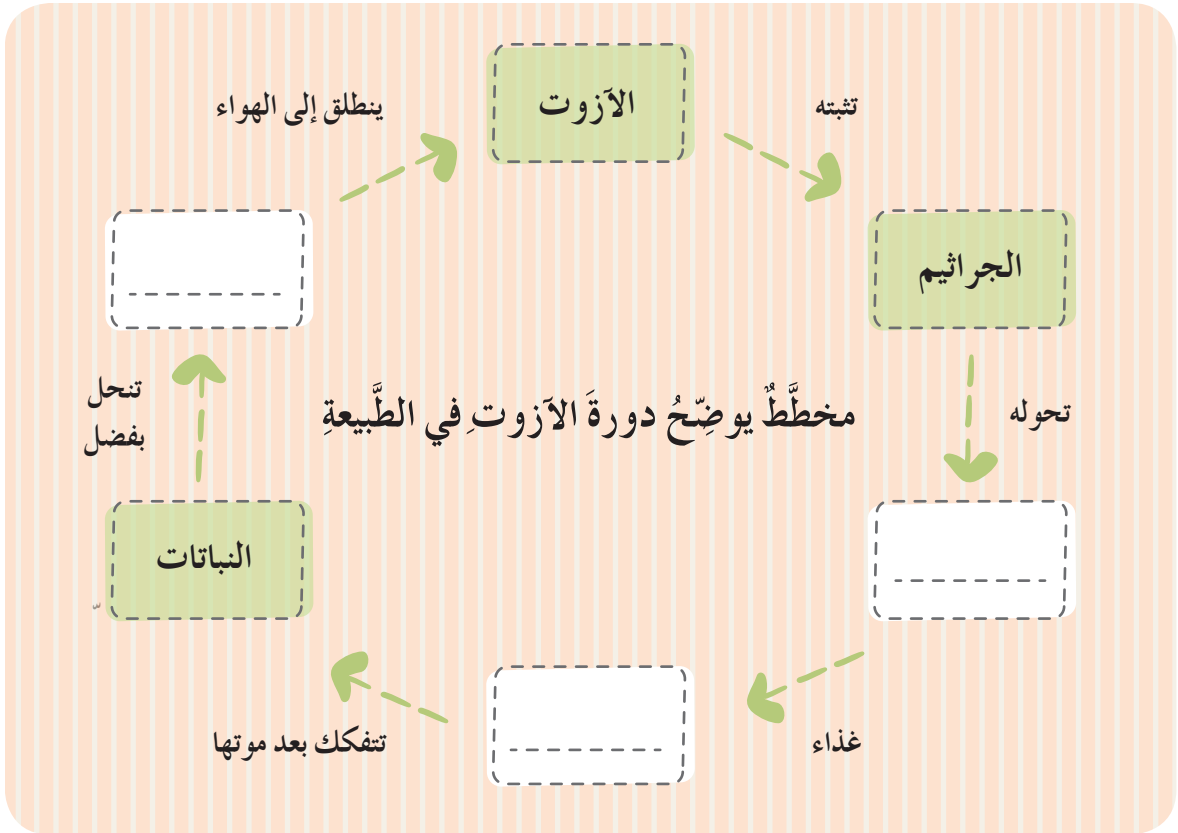 الآزوت
تثبته
الجراثيم
تحوله
غذاء
تتفكك بعد موتها
النباتات
تنحل
بفضل
ينطلق إلى الهواء
مخطَّطٌ يوضِّحُ دورةَ الآزوتِ في الطَّبيعةِ